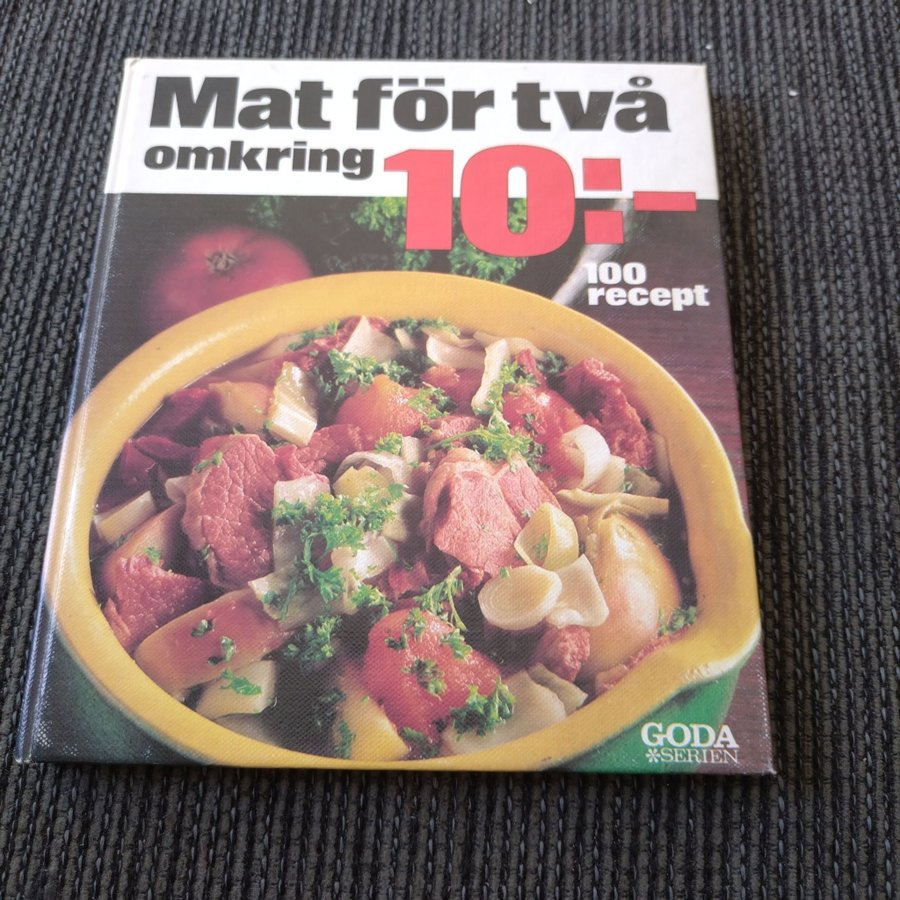 Mat för två
omkring 10:-
100
recept
GODA
SERIEN